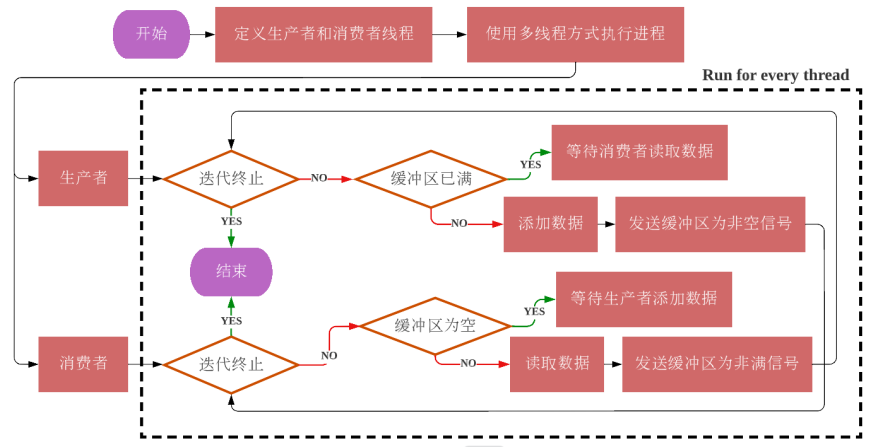 开始
定义生产者和消费者线程
使用多线程方式执行进程
Run for every thread
生产者
迭代终止
NO
缓冲区已满
YES
等待消费者读取数据
NO
添加数据
发送缓冲区为非空信号
YES
结束
YES
消费者
迭代终止
NO
缓冲区为空
YES
等待生产者添加数据
NO
读取数据
发送缓冲区为非满信号